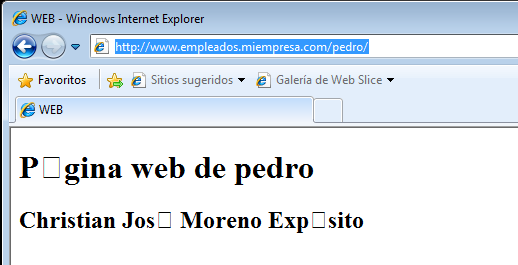 WEB - Windows Internet Explorer
http://www.empleados.miempresa.com/pedro/
Favoritos Sitios sugeridos Galería de Web Slice
WEB
P□gina web de pedro
Christian Jos□ Moreno Exp□sito